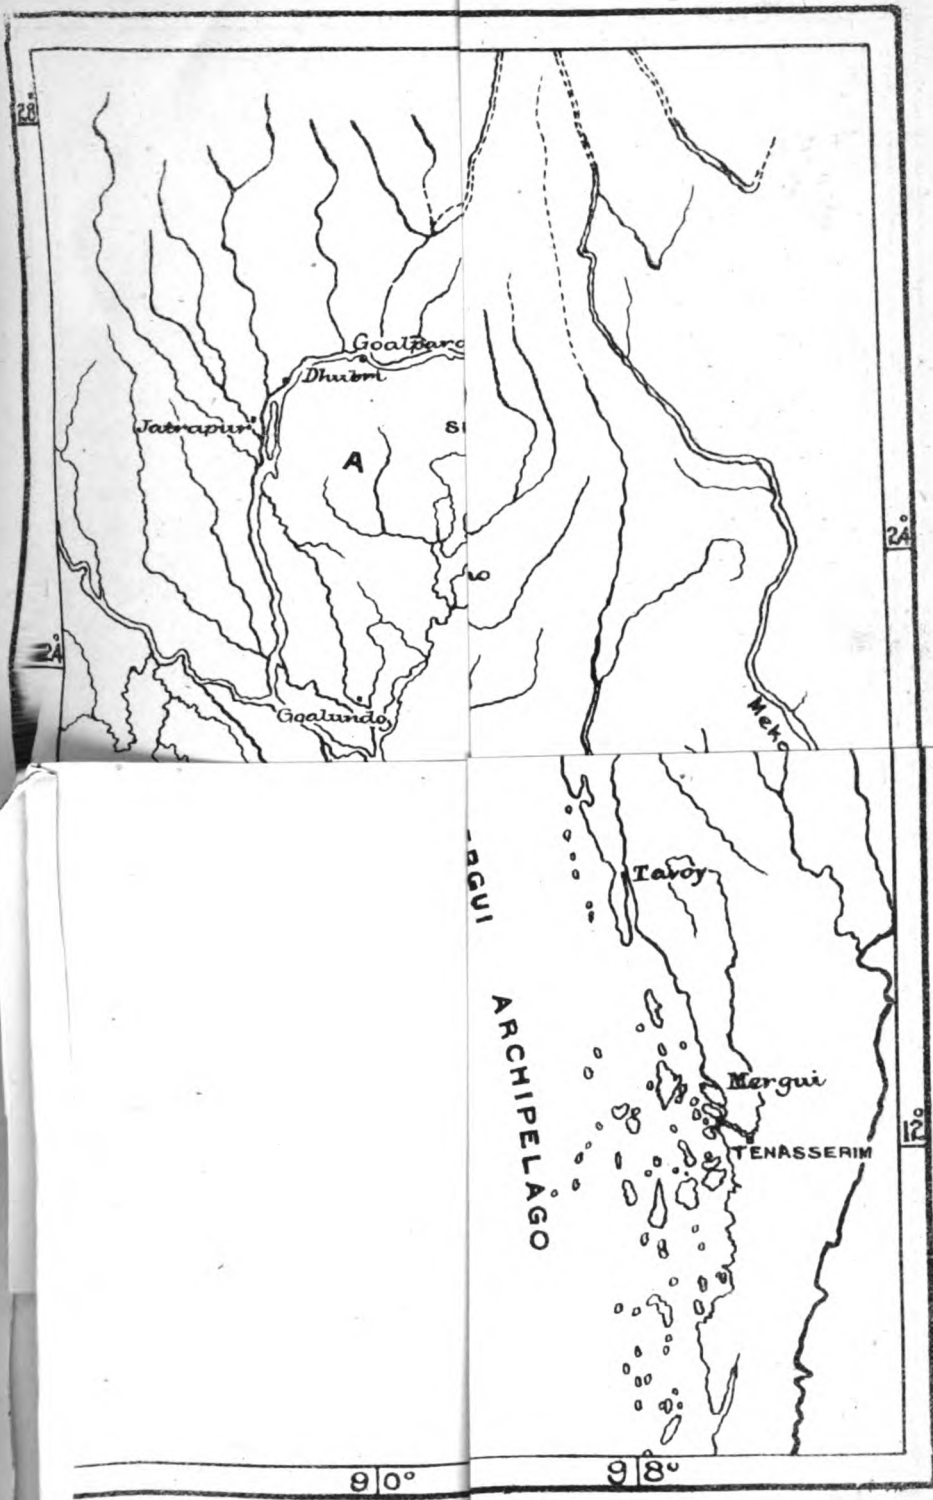 28°
Goalparo
Dhubri
Jatrapur
A
24°
24°
Goalundo
Meko
RGUI
Tavoy
ARCHIPELAGO
Mergui
12°
TENASSERIM
90°
98°